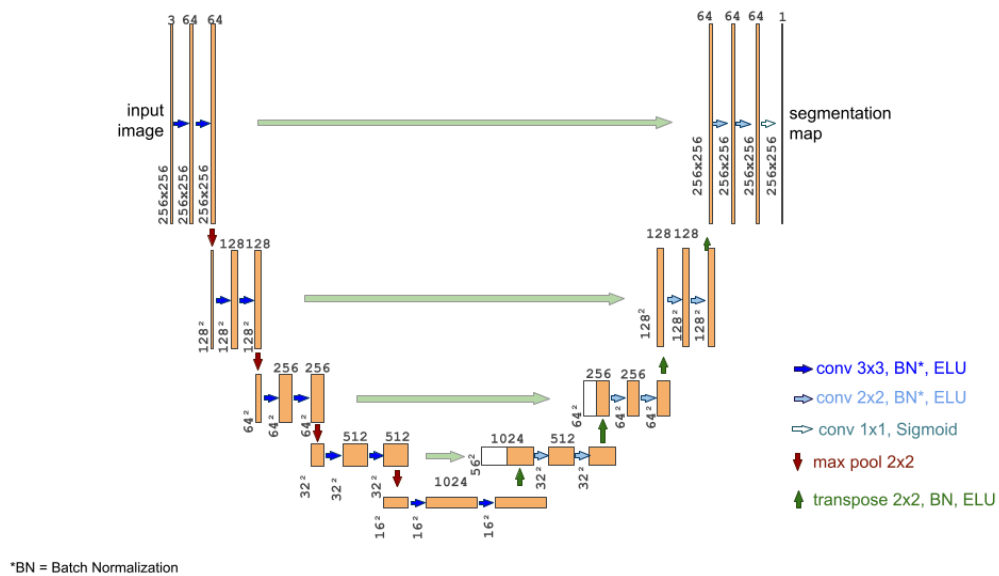 3 64 64
64 64 64 1
input
image
segmentation
map
256x256
256x256
256x256
256x256
256x256
256x256
256x256
128 128
128 128
128²
128²
128²
128²
128²
128²
256 256
256 256
64²
64²
64²
64²
64²
64²
conv 3x3, BN*, ELU
conv 2x2, BN*, ELU
conv 1x1, Sigmoid
max pool 2x2
transpose 2x2, BN, ELU
512 512
1024 512
32²
32²
32²
56²
32²
32²
1024
16²
16²
16²
*BN = Batch Normalization